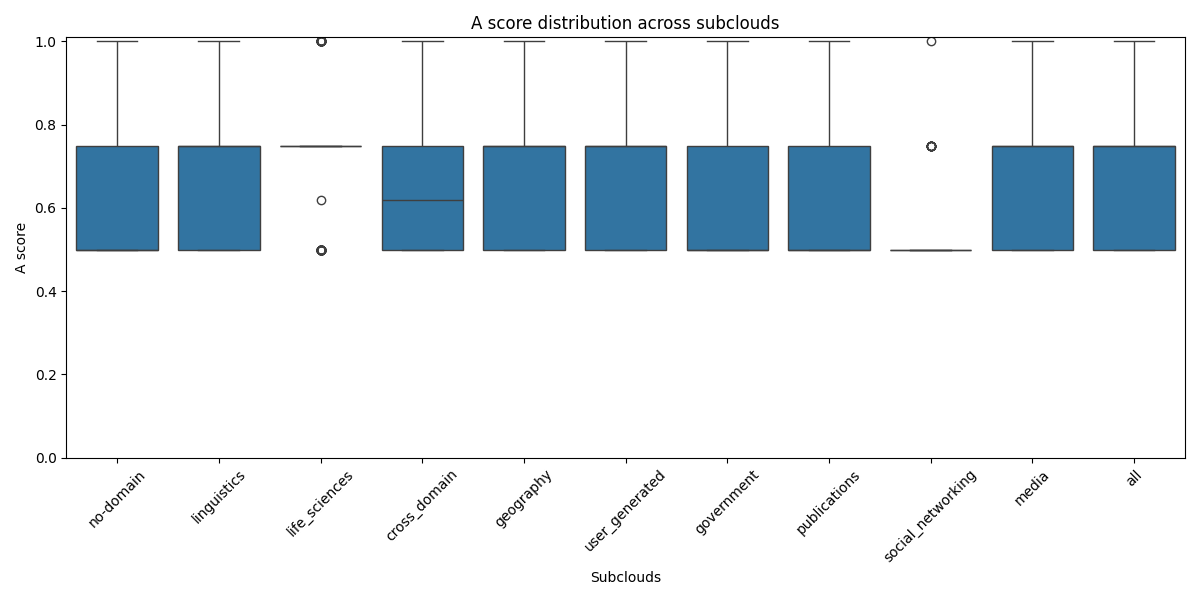 A score distribution across subclouds
A score
1.0
0.8
0.6
0.4
0.2
0.0
no-domain
linguistics
life_sciences
cross_domain
geography
user_generated
government
publications
social_networking
media
all
Subclouds